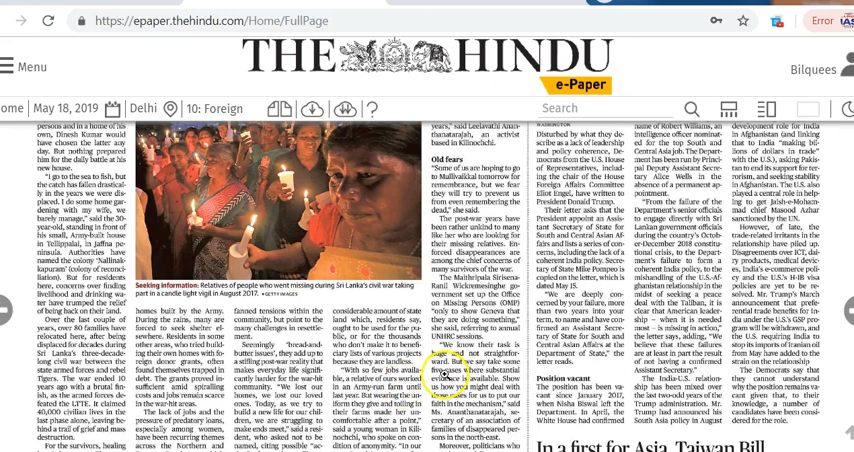 https://epaper.thehindu.com/Home/FullPage
Error
IAS
THE HINDU
Menu
e-Paper
Bilquees
ome | May 18, 2019 | Delhi | 10: Foreign
Search
persons and in a home of his
own, Dinesh Kumar would
have chosen the latter any
day. But nothing prepared
him for the daily battle at his
new house.
"I go to the sea to fish, but
the catch has fallen drastical-
ly in the years we were dis-
placed. I do some home gar-
dening with my wife, we
barely manage," said the 30-
year-old, standing in front of
his small, Army-built house
in Tellippalai, in Jaffna pe-
ninsula. Authorities have
named the colony 'Nallinak-
kapuram' (colony of reconci-
liation). But for residents
here, concerns over finding
livelihood and drinking wa-
ter have trumped the relief
of being back on their land.
Over the last couple of
years, over 80 families have
relocated here, after being
displaced for decades during
Sri Lanka's three-decade-
long civil war between the
state armed forces and rebel
Tigers. The war ended 10
years ago with a brutal fin-
ish, as the armed forces de-
feated the LTTE. It claimed
40,000 civilian lives in the
last phase alone, leaving be-
hind a trail of grief and mass
destruction.
For the survivors, healing
Seeking information: Relatives of people who went missing during Sri Lanka's civil war taking
part in a candle light vigil in August 2017. • GETTY IMAGES
homes built by the Army.
During the rains, many are
forced to seek shelter el-
sewhere. Residents in some
other areas, who tried build-
ing their own homes with fo-
reign donor grants, often
found themselves trapped in
debt. The grants proved in-
sufficient amid spiralling
costs and jobs remain scarce
in the war-hit areas.
The lack of jobs and the
pressure of predatory loans,
especially among women,
have been recurring themes
across the Northern and
fanned tensions within the
community, but point to the
many challenges in resettle-
ment.
Seemingly 'bread-and-
butter issues', they add up to
a stifling post-war reality that
makes everyday life signifi-
cantly harder for the war-hit
community. "We lost our
homes, we lost our loved
ones. Today, as we try to
build a new life for our chil-
dren, we are struggling to
make ends meet," said a resi-
dent, who asked not to be
named, citing possible "ac-
considerable amount of state
land which, residents say,
ought to be used for the pu-
blic, or for the thousands
who don't make it to benefi-
ciary lists of various projects
because they are landless.
"With so few jobs availa-
ble, a relative of ours worked
in an Army-run farm until
last year. But wearing the un-
iform they give and toiling in
their farms made her un-
comfortable after a point,"
said a young woman in Kili-
nochchi, who spoke on con-
dition of anonymity. "In our
years," said Leelavathi Anan-
thanatarajah, an activist
based in Kilinochchi.
Old fears
"Some of us are hoping to go
to Mullivaikkal tomorrow for
remembrance, but we fear
they will try to prevent us
from even remembering the
dead," she said.
The post-war years have
been rather unkind to many
like her who are looking for
their missing relatives. En-
forced disappearances are
among the chief concerns of
many survivors of the war.
The Maithripala Sirisena-
Ranil Wickremesinghe go-
vernment set up the Office
on Missing Persons (OMP)
"only to show Geneva that
they are doing something,"
she said, referring to annual
UNHRC sessions.
"We know their task is
huge and not straightfor-
ward. But we say take some
five cases where substantial
is available. Show
us how you might deal with
cases for us to put our
faith in the mechanism," said
Ms. Ananthanatarajah, se-
cretary of an association of
families of disappeared per-
sons in the north-east.
Moreover, politicians who
WASHINGTON
Disturbed by what they de-
scribe as a lack of leadership
and policy coherence, De-
mocrats from the U.S. House
of Representatives, includ-
ing the chair of the House
Foreign Affairs Committee
Eliot Engel, have written to
President Donald Trump.
Their letter asks that the
President appoint an Assis-
tant Secretary of State for
South and Central Asian Af-
fairs and lists a series of con-
cerns, including the lack of a
coherent India policy. Secre-
tary of State Mike Pompeo is
copied on the letter, which is
dated May 15.
"We are deeply con-
cerned by your failure, more
than two years into your
term, to name and have con-
firmed an Assistant Secre-
tary of State for South and
Central Asian Affairs at the
Department of State," the
letter reads.
Position vacant
The position has been va-
cant since January 2017,
when Nisha Biswal left the
Department. In April, the
White House had confirmed
name of Robert Williams, an
intelligence officer nominat-
ed for the top South and
Central Asia job. The Depart-
ment has been run by Princi-
pal Deputy Assistant Secre-
tary Alice Wells in the
absence of a permanent ap-
pointment.
"From the failure of the
Department's senior officials
to engage directly with Sri
Lankan government officials
during the country's Octo-
ber-December 2018 constitu-
tional crisis, to the Depart-
ment's failure to form a
coherent India policy, to the
mishandling of the U.S.-Af-
ghanistan relationship in the
midst of seeking a peace
deal with the Taliban, it is
clear that American leader-
ship – when it is needed
most – is missing in action,"
the letter says, adding, "We
believe that these failures
are at least in part the result
of not having a confirmed
Assistant Secretary."
The India-U.S. relation-
ship has been mired over
the last two-odd years of the
Trump administration. Mr.
Trump had announced his
South Asia policy in August
development role for India
in Afghanistan (and linking
that to India "making bil-
lions of dollars in trade"
with the U.S.), asking Pakis-
tan to end its support for ter-
rorism, and seeking stability
in Afghanistan. The U.S. also
played a central role in help-
ing to get Jaish-e-Moham-
mad chief Masood Azhar
sanctioned by the UN.
However, of late, the
trade-related irritants in the
relationship have piled up.
Disagreements over ICT, dai-
ry products, medical devic-
es, India's e-commerce poli-
cy and the U.S.'s H-1B visa
policies are yet to be re-
solved. Mr. Trump's March
announcement that prefe-
rential trade benefits for In-
dia under the U.S.'s GSP pro-
gram will be withdrawn, and
the U.S. requiring India to
stop its imports of Iranian oil
from May have added to the
strain on the relationship.
The Democrats say that
they cannot understand
why the position remains va-
cant given that, to their
knowledge, a number of
candidates have been consi-
dered for the role.
In a first for Asia, Taiwan Bill